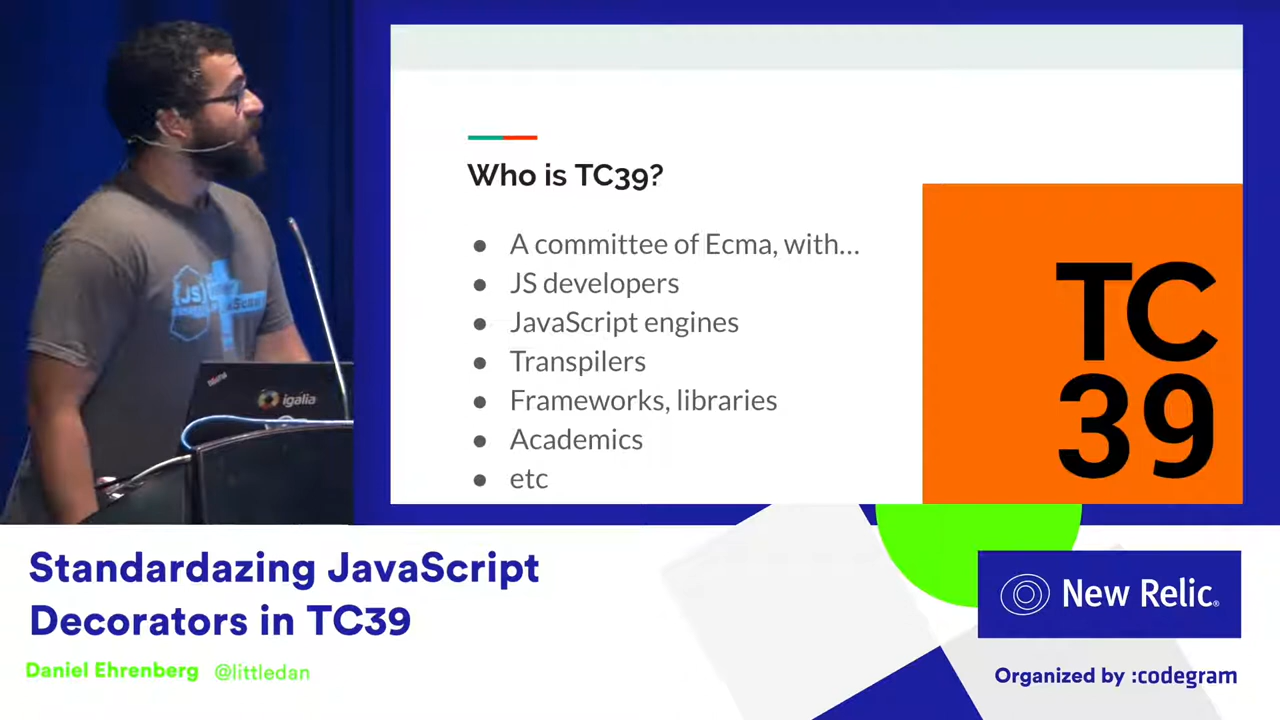 Who is TC39?
● A committee of Ecma, with...
● JS developers
● JavaScript engines
● Transpilers
● Frameworks, libraries
● Academics
● etc
TC
39
JS
igalia
Standardazing JavaScript
Decorators in TC39
Daniel Ehrenberg @littledan
New Relic®
Organized by :codegram